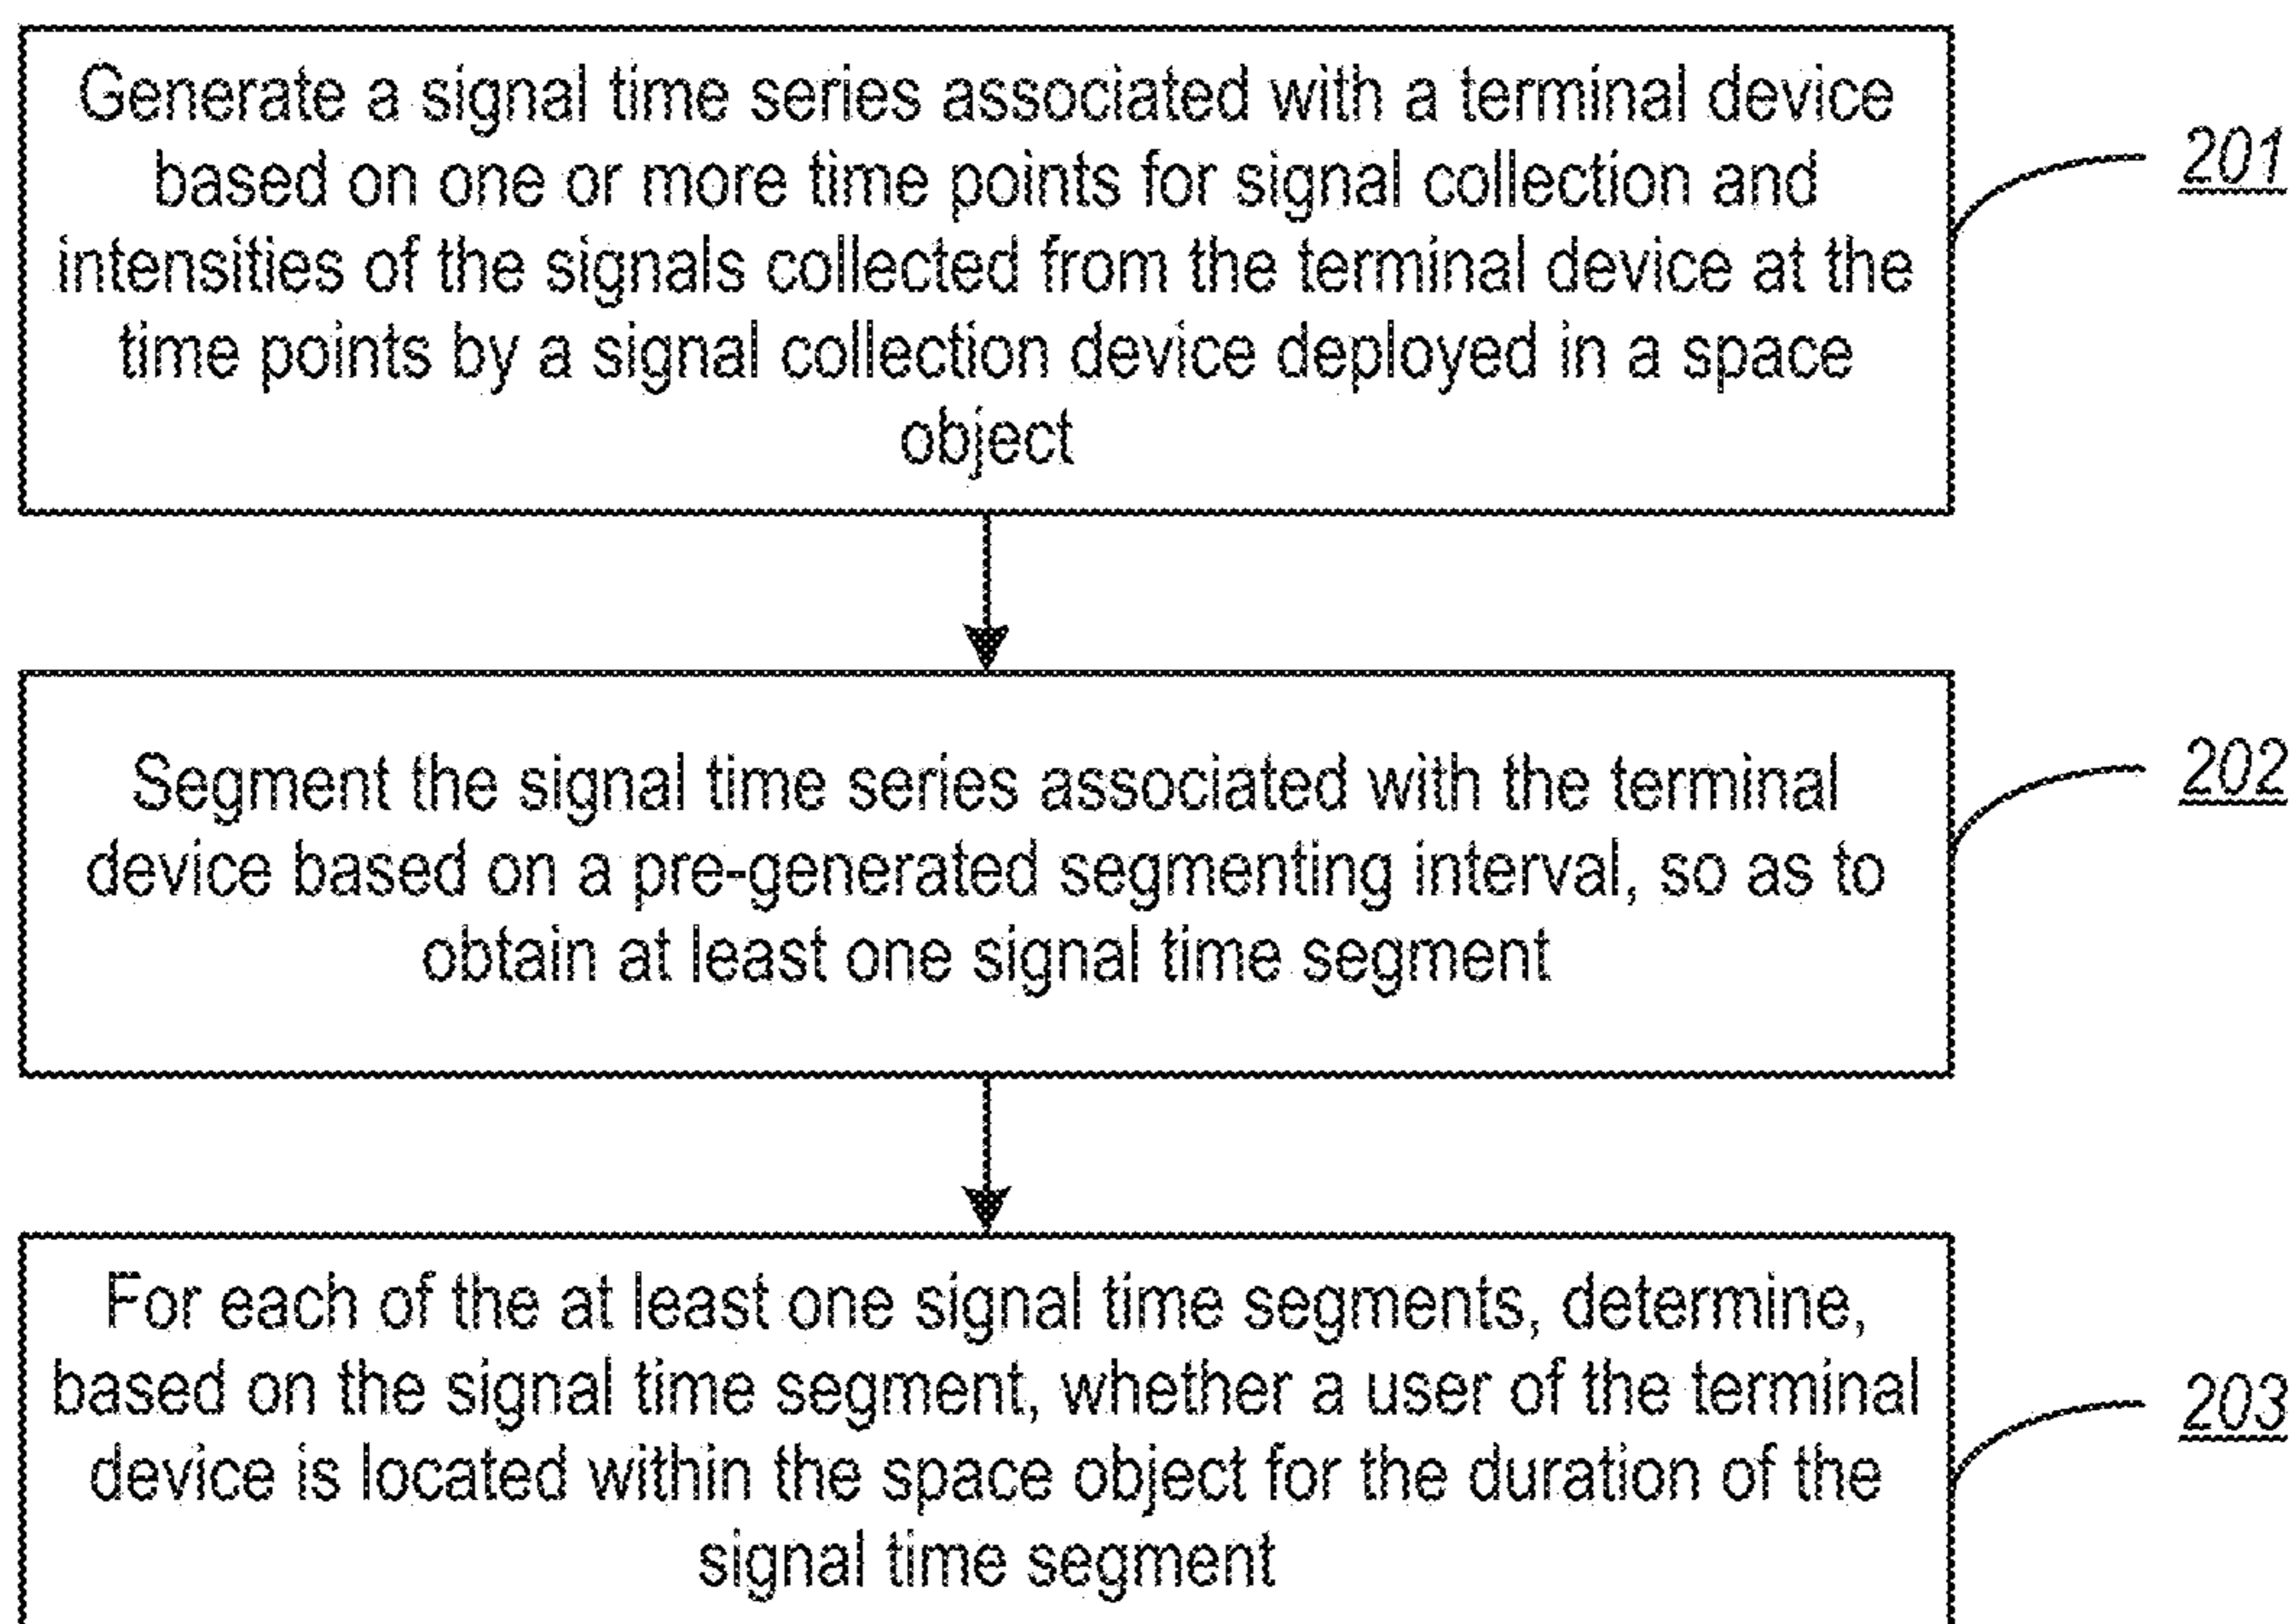 Generate a signal time series associated with a terminal device
based on one or more time points for signal collection and
intensities of the signals collected from the terminal device at the
time points by a signal collection device deployed in a space
object
201
Segment the signal time series associated with the terminal
device based on a pre-generated segmenting interval, so as to
obtain at least one signal time segment
202
For each of the at least one signal time segments, determine,
based on the signal time segment, whether a user of the terminal
device is located within the space object for the duration of the
signal time segment
203